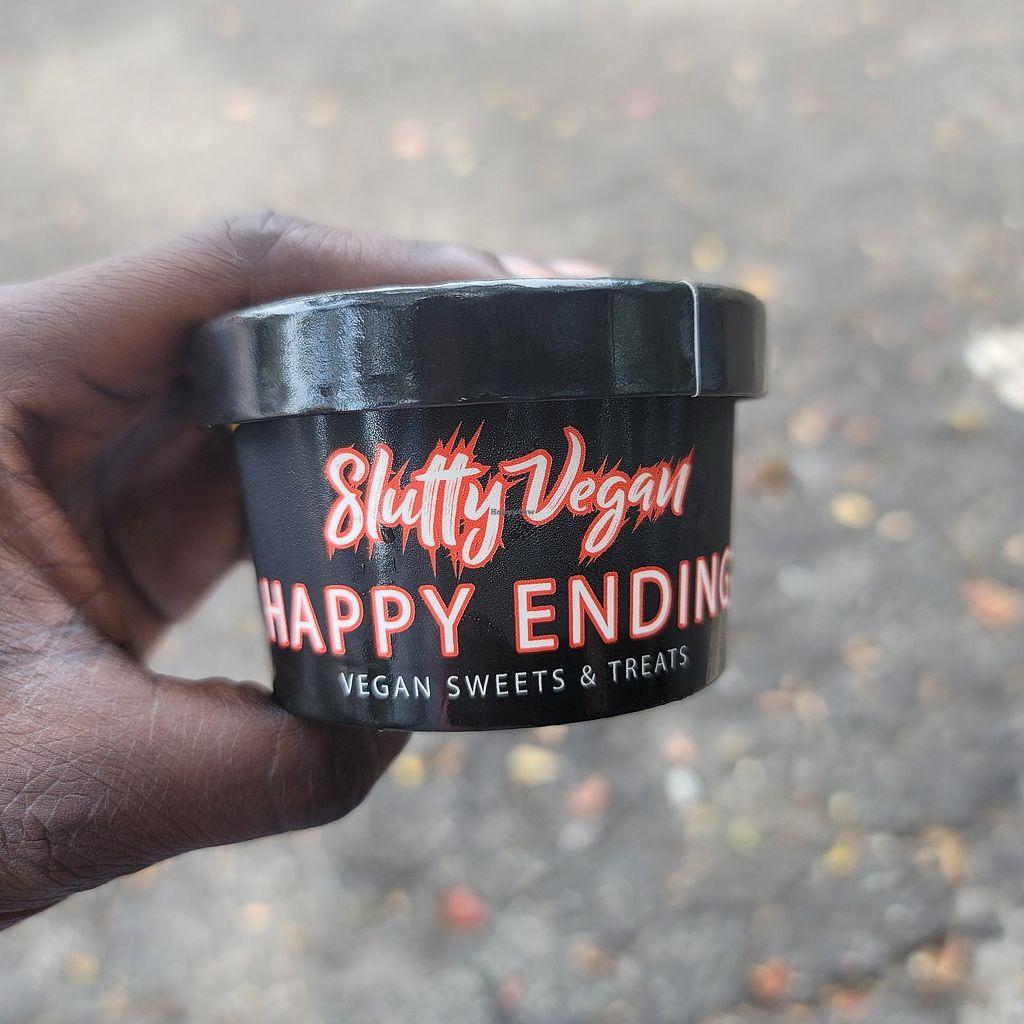 Slutty Vegan
HAPPY ENDING
VEGAN SWEETS & TREATS